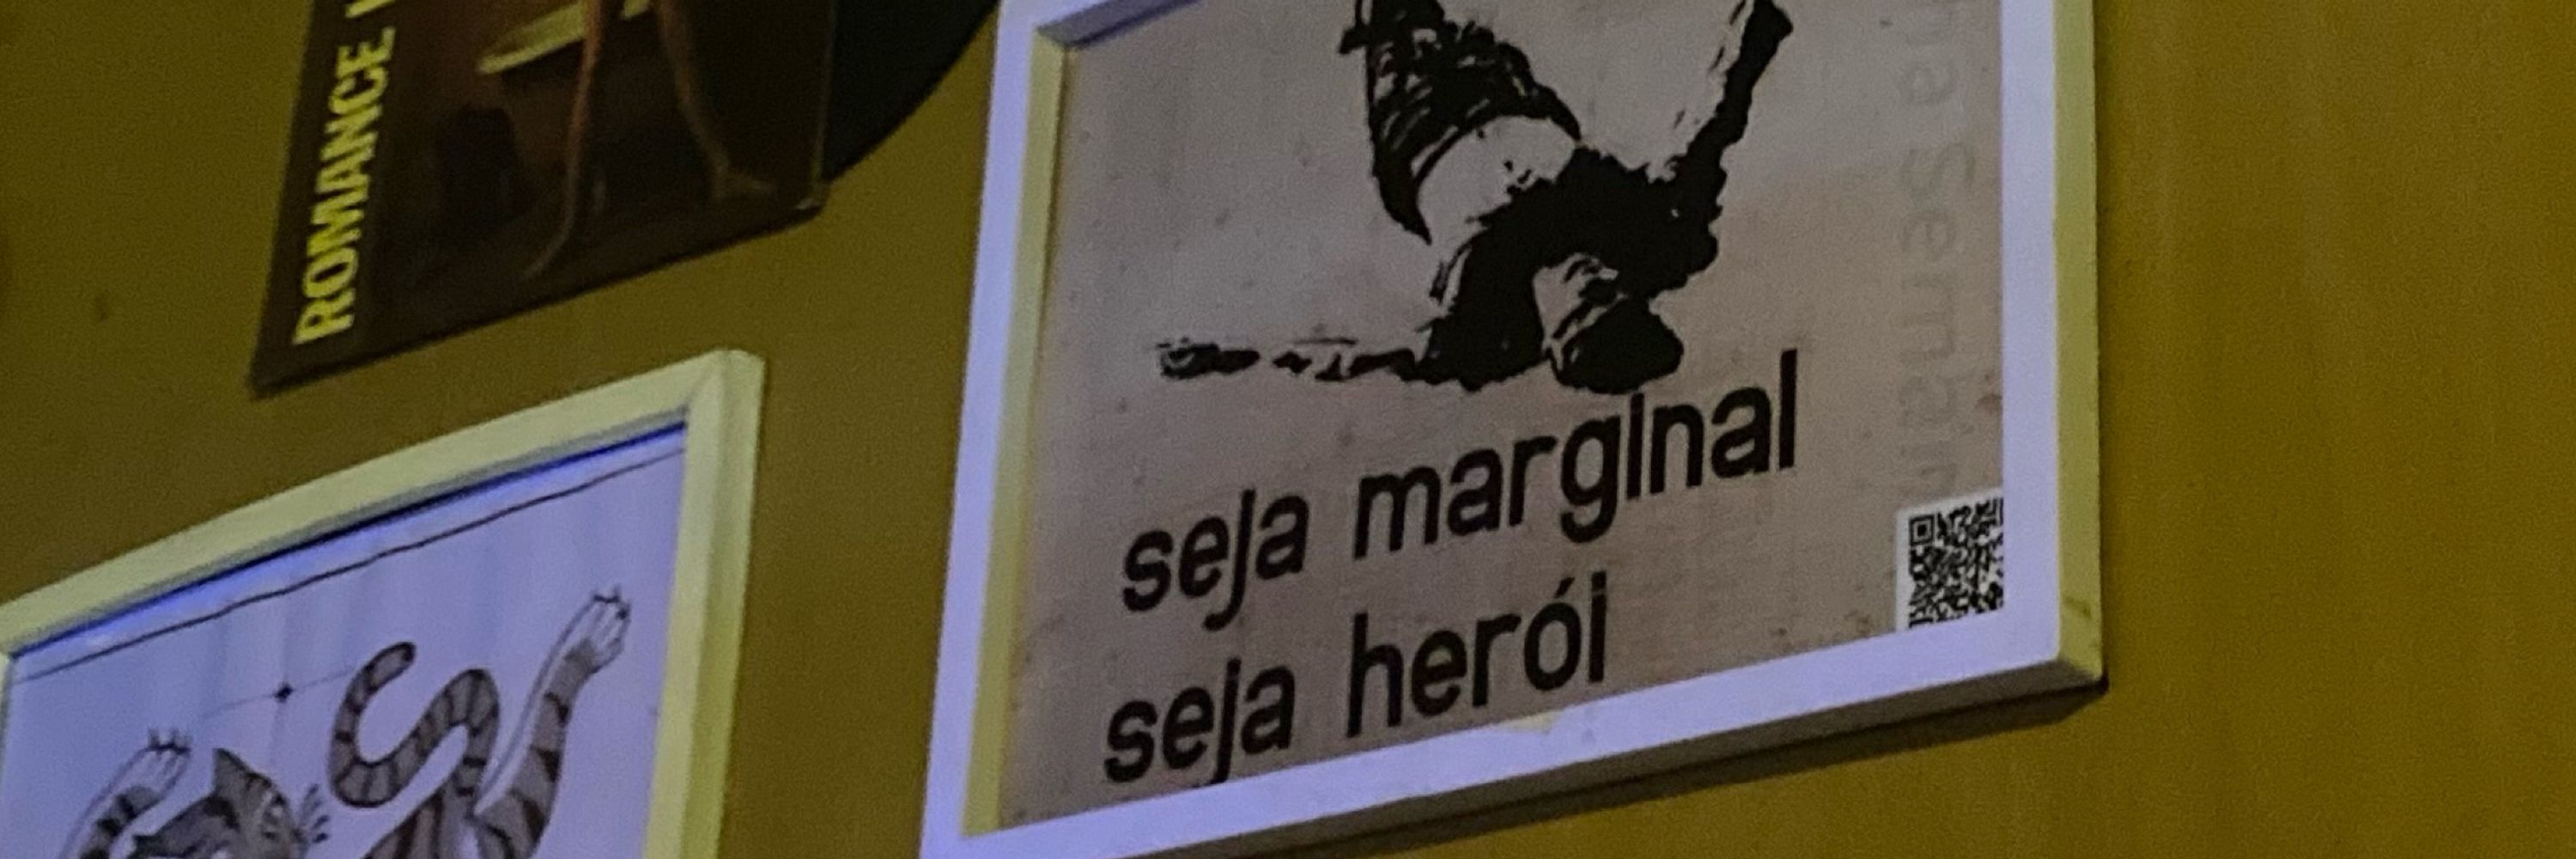 ROMANCE
seja marginal
seja herói